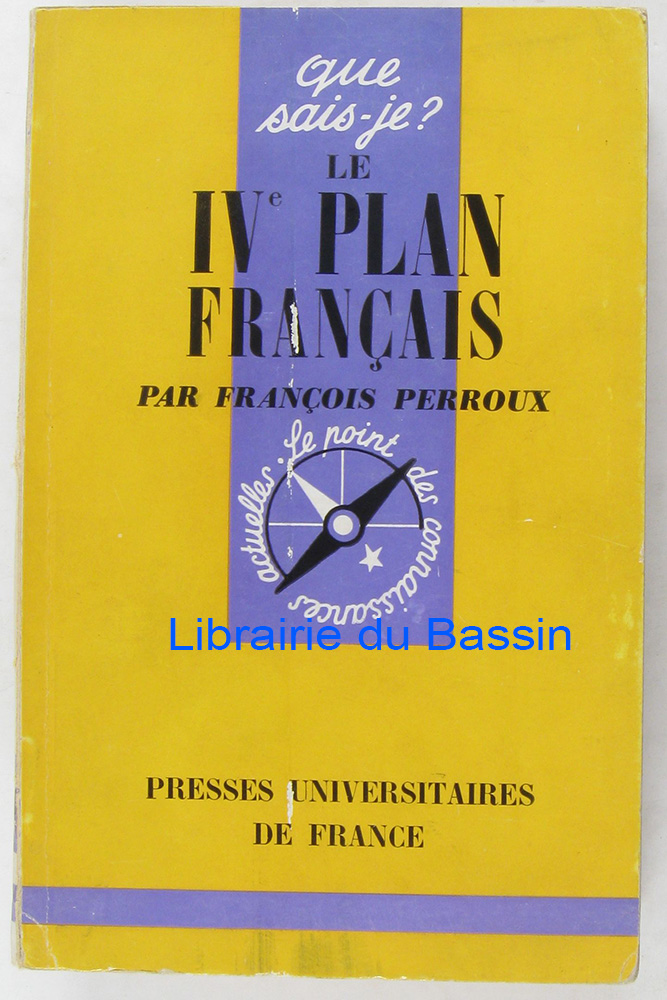 que
sais-je?
LE
IVe PLAN
FRANÇAIS
PAR FRANÇOIS PERROUX
Le point des connaissances actuelles.
Librairie du Bassin
PRESSES UNIVERSITAIRES
DE FRANCE